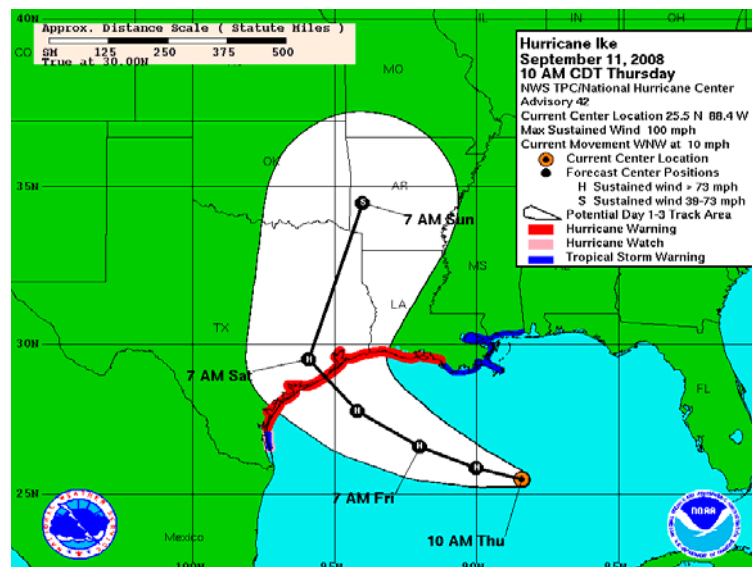 40N
IL
IN
OH
Approx. Distance Scale ( Statute Miles )
SM 125 250 375 500
True at 30.00N
CO
MO
Hurricane Ike
September 11, 2008
10 AM CDT Thursday
NWS TPC/National Hurricane Center
Advisory 42
Current Center Location 25.5 N 88.4 W
Max Sustained Wind 100 mph
Current Movement WNW at 10 mph
Current Center Location
Forecast Center Positions
H Sustained wind > 73 mph
S Sustained wind 39-73 mph
Potential Day 1-3 Track Area
Hurricane Warning
Hurricane Watch
Tropical Storm Warning
OK
35N
AR
S
7 AM Sun
MS
LA
TX
30N
H
7 AM Sat
FL
H
H
H
7 AM Fri
25N
10 AM Thu
NOAA
Mexico
100W
95W
90W
85W